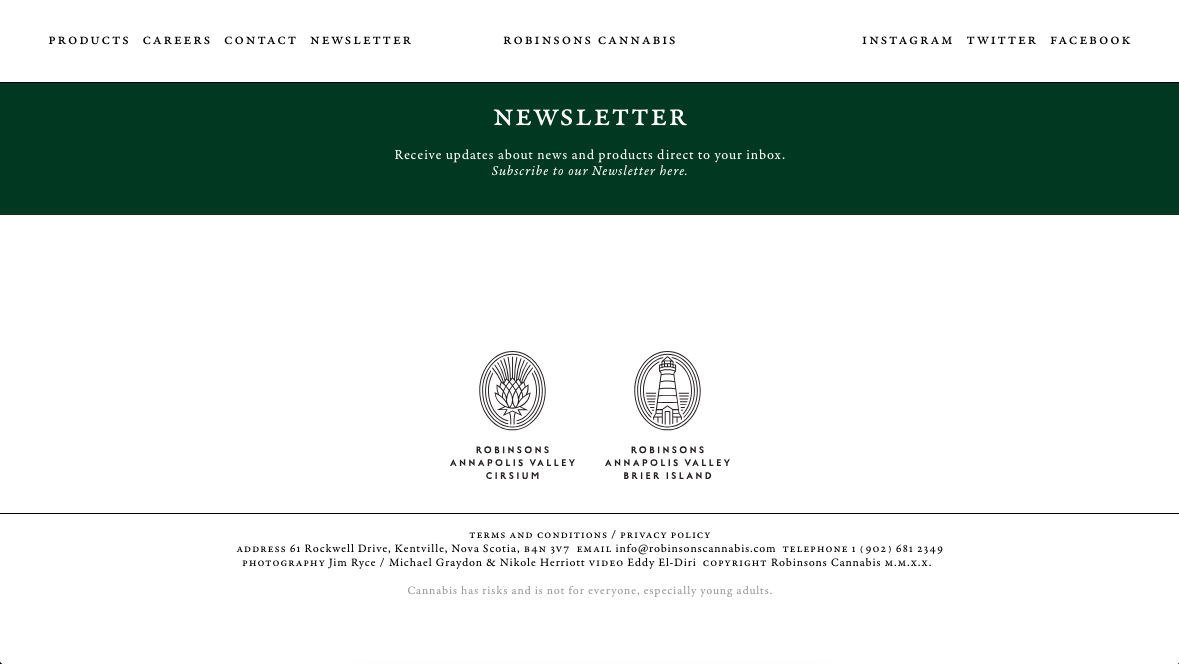 PRODUCTS CAREERS CONTACT NEWSLETTER ROBINSONS CANNABIS INSTAGRAM TWITTER FACEBOOK
NEWSLETTER
Receive updates about news and products direct to your inbox.
Subscribe to our Newsletter here.
ROBINSONS
ANNAPOLIS VALLEY
CIRSIUM
ROBINSONS
ANNAPOLIS VALLEY
BRIER ISLAND
TERMS AND CONDITIONS / PRIVACY POLICY
ADDRESS 61 Rockwell Drive, Kentville, Nova Scotia, B4N 3V7 EMAIL info@robinsonscannabis.com TELEPHONE 1 (902) 681 2349
PHOTOGRAPHY Jim Ryce / Michael Graydon & Nikole Herriott VIDEO Eddy El-Diri COPYRIGHT Robinsons Cannabis M.M.X.X.
Cannabis has risks and is not for everyone, especially young adults.